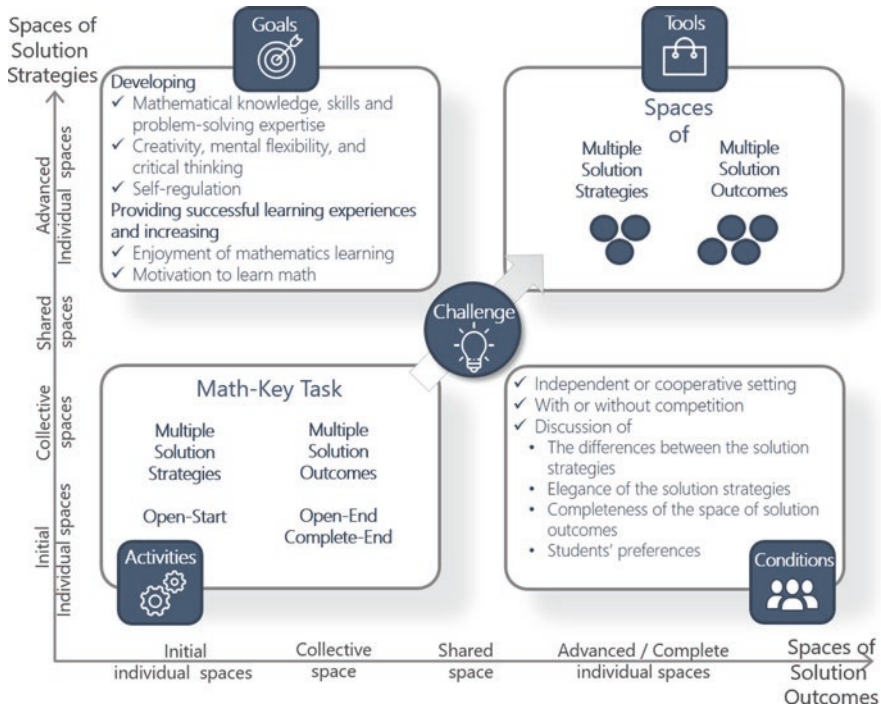 Spaces of
Solution
Strategies
Goals
Developing
✓ Mathematical knowledge, skills and
problem-solving expertise
✓ Creativity, mental flexibility, and
critical thinking
✓ Self-regulation
Providing successful learning experiences
and increasing
✓ Enjoyment of mathematics learning
✓ Motivation to learn math
Tools
Spaces
of
Multiple
Solution
Strategies
Multiple
Solution
Outcomes
Challenge
Math-Key Task
Multiple
Solution
Strategies
Multiple
Solution
Outcomes
Open-Start
Open-End
Complete-End
Activities
✓ Independent or cooperative setting
✓ With or without competition
✓ Discussion of
• The differences between the solution
strategies
• Elegance of the solution strategies
• Completeness of the space of solution
outcomes
• Students' preferences
Conditions
Advanced
Individual spaces
Shared
spaces
Collective
spaces
Initial
Individual spaces
Initial
individual spaces
Collective
space
Shared
space
Advanced / Complete
individual spaces
Spaces of
Solution
Outcomes